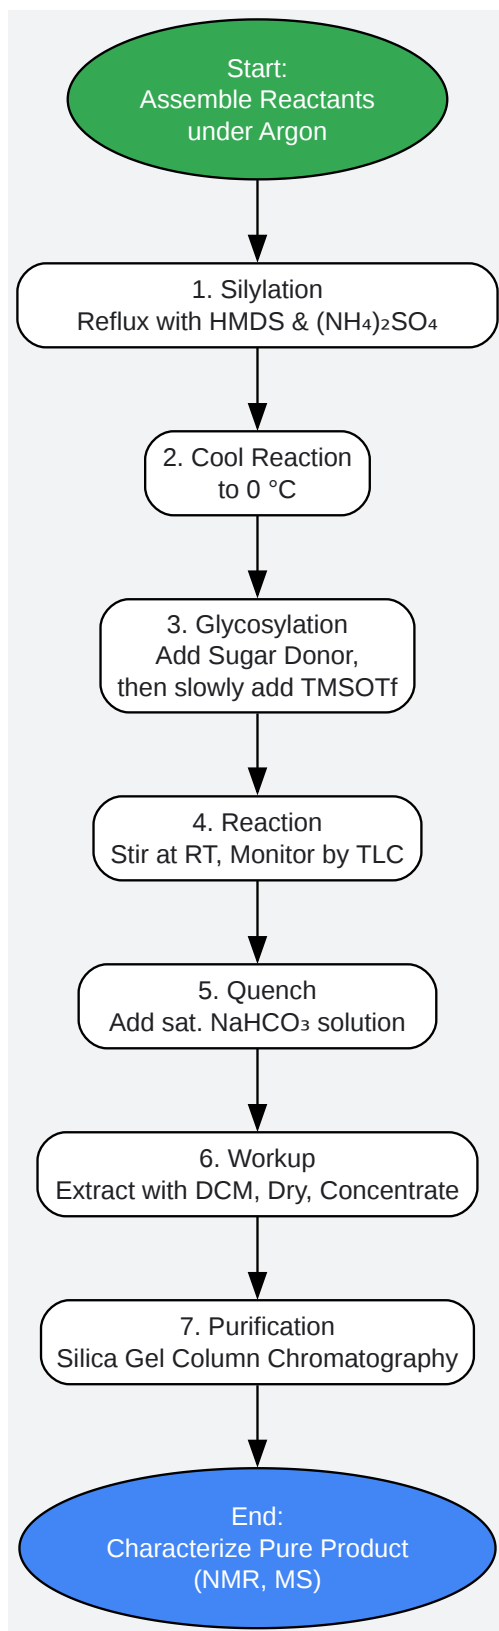 Start:
Assemble Reactants
under Argon
1. Silylation
Reflux with HMDS & (NH₄)₂SO₄
2. Cool Reaction
to 0 °C
3. Glycosylation
Add Sugar Donor,
then slowly add TMSOTf
4. Reaction
Stir at RT, Monitor by TLC
5. Quench
Add sat. NaHCO₃ solution
6. Workup
Extract with DCM, Dry, Concentrate
7. Purification
Silica Gel Column Chromatography
End:
Characterize Pure Product
(NMR, MS)